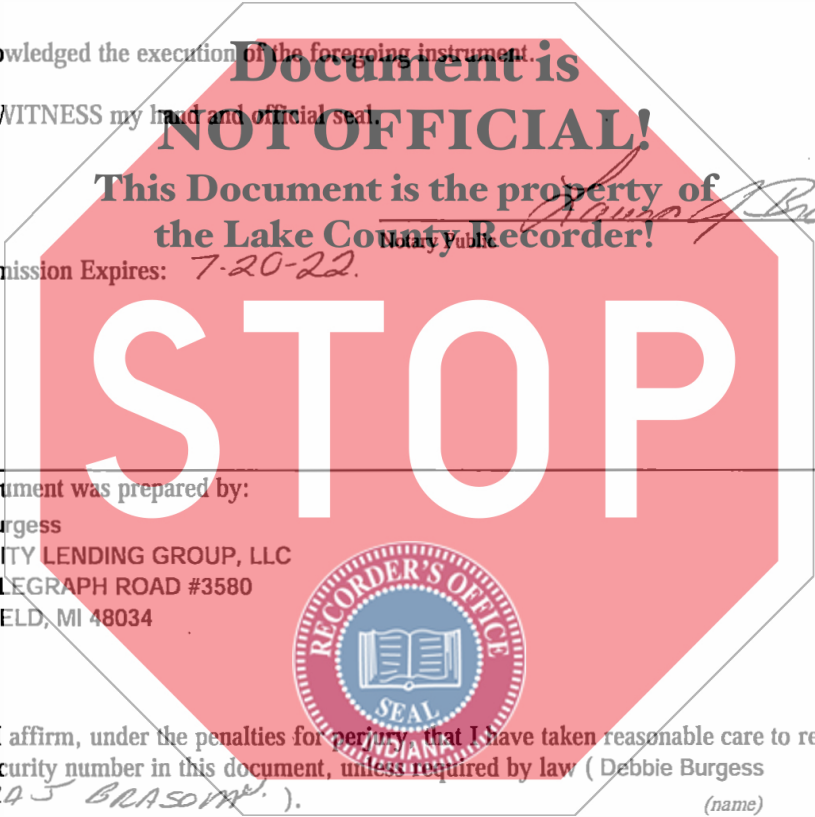 Document is
owledged the execution of the foregoing instrument.
WITNESS my hand and official seal.
NOT OFFICIAL!
This Document is the property of
the Lake County Recorder!
Notary Public
mission Expires: 7-20-22.
STOP
ument was prepared by:
urgess
ITY LENDING GROUP, LLC
LEGRAPH ROAD #3580
ELD, MI 48034
RECORDER'S OFFICE
SEAL
INDIANA
I affirm, under the penalties for perjury, that I have taken reasonable care to re
curity number in this document, unless required by law ( Debbie Burgess
A J ).
(name)